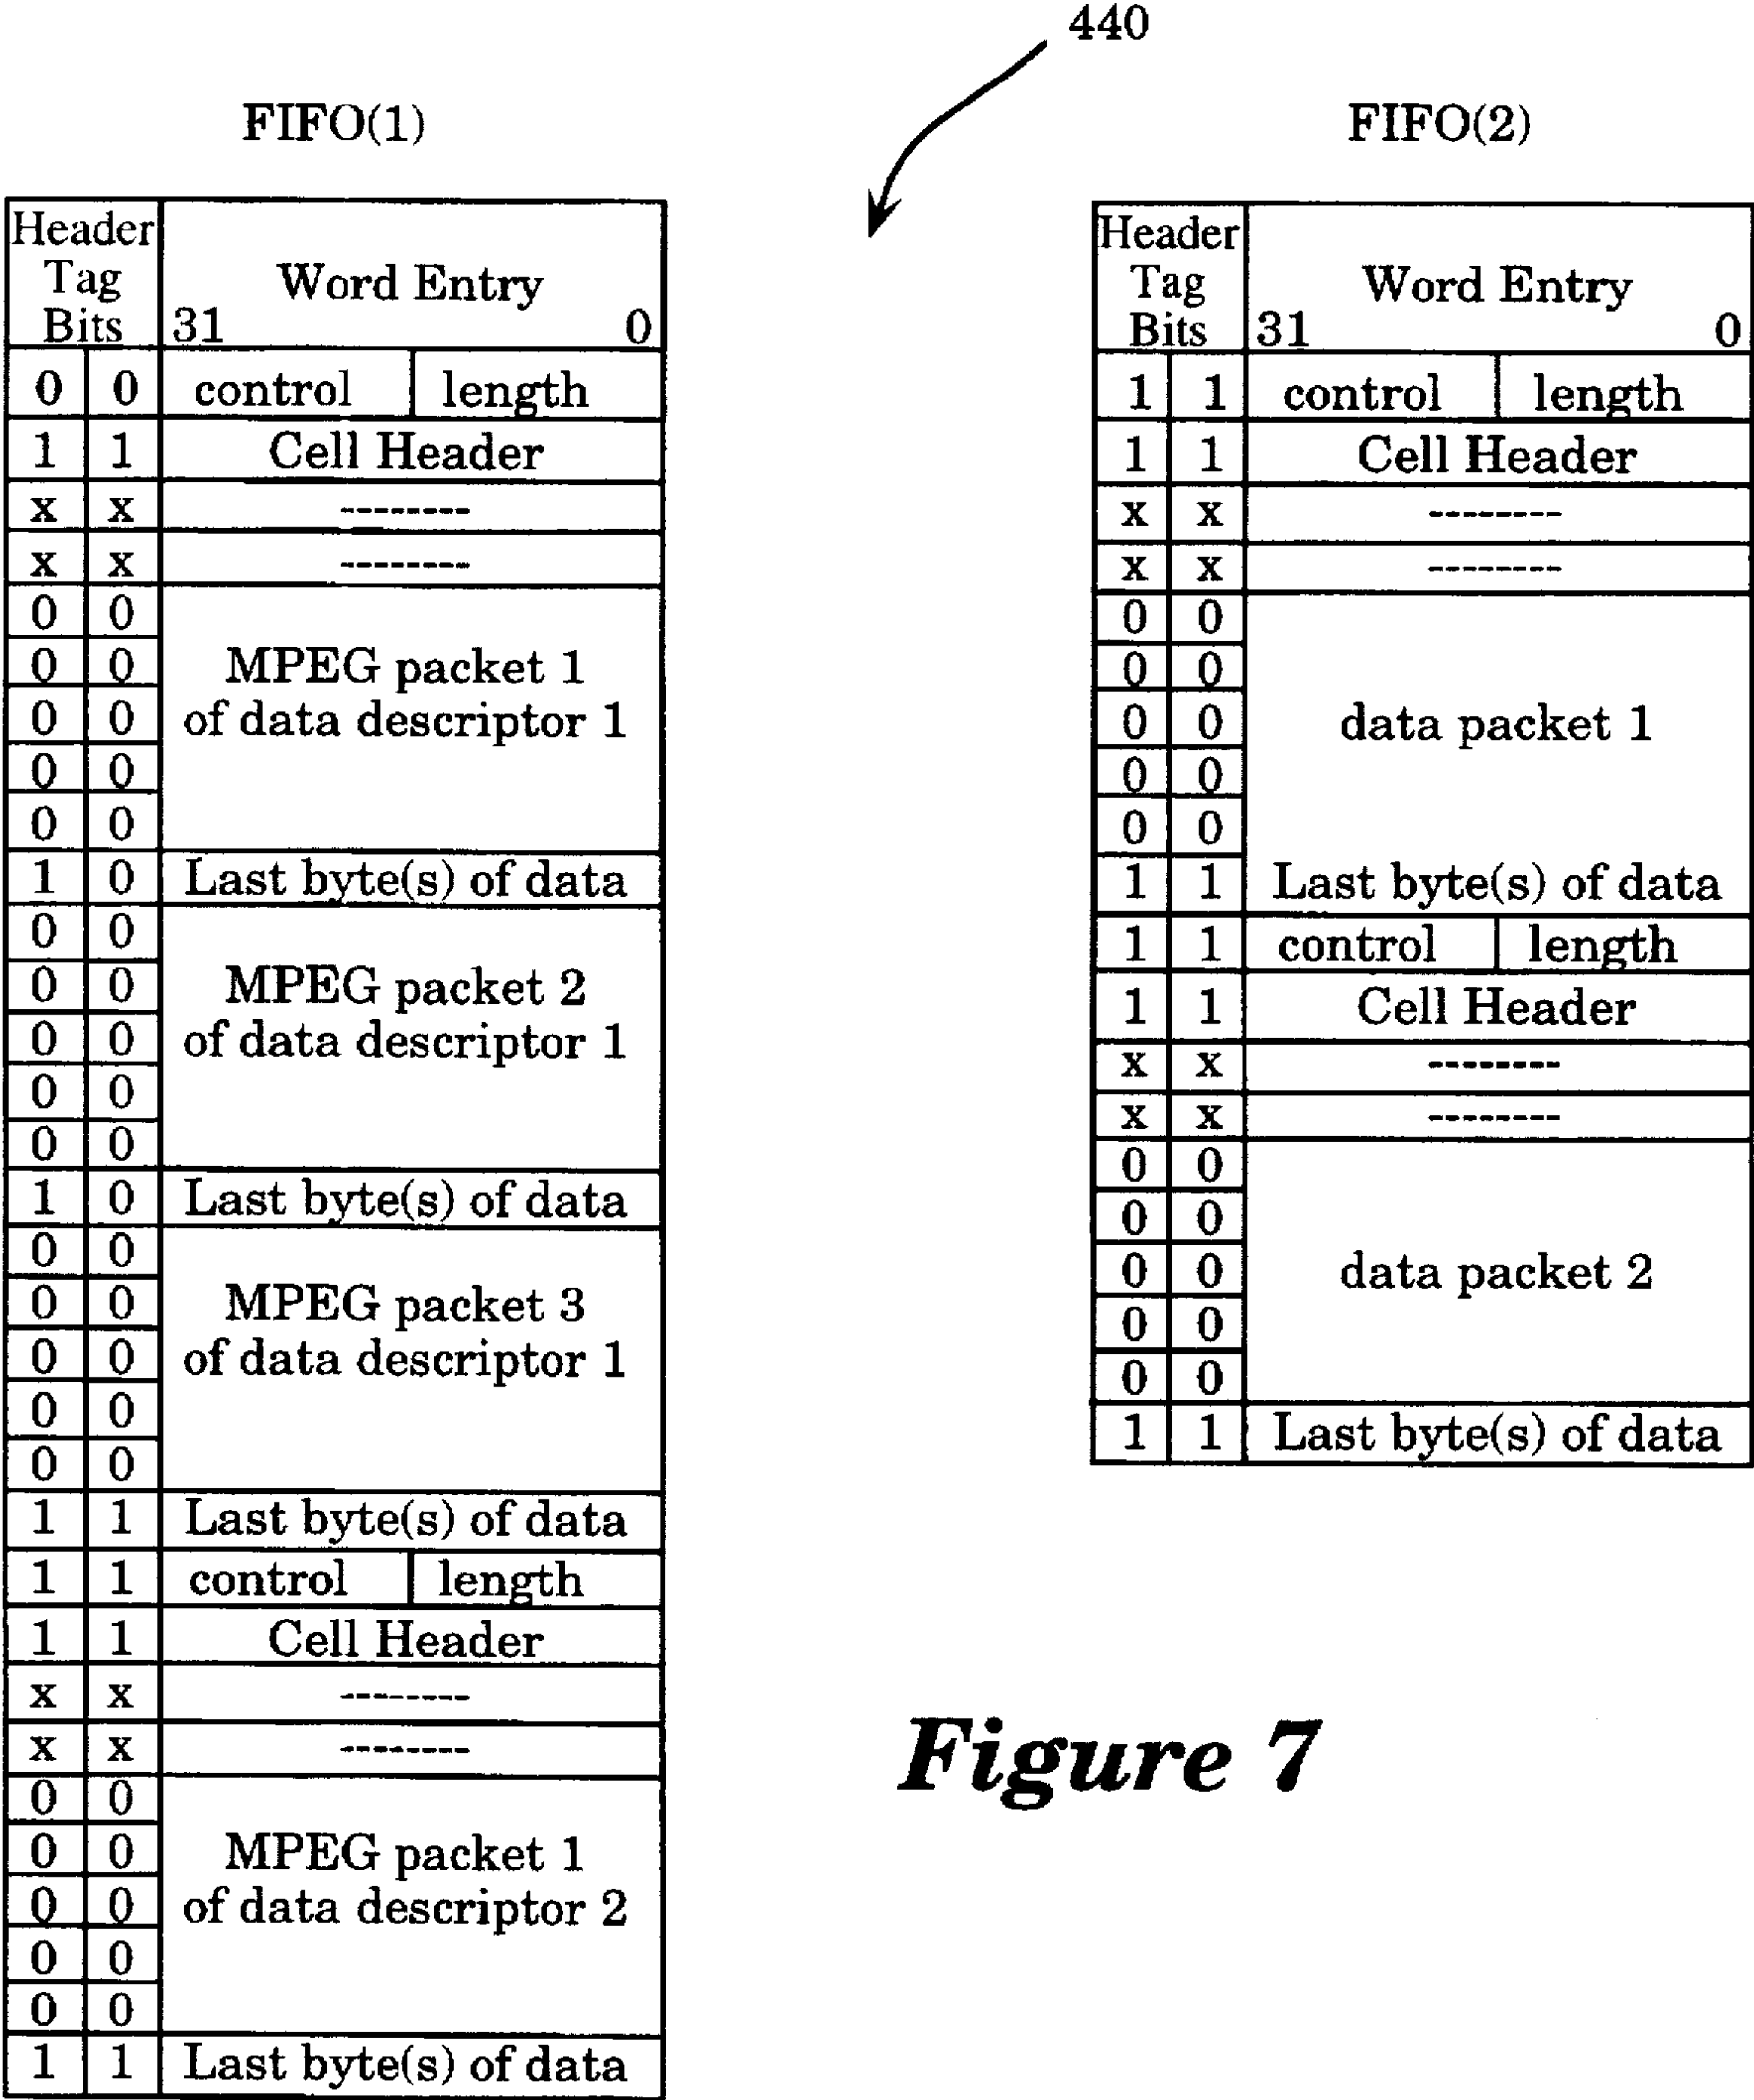 440
FIFO(1)
Header
Tag
Bits
Word Entry
31 0
0 0 control length
1 1 Cell Header
x x --------
x x --------
0 0
0 0 MPEG packet 1
0 0 of data descriptor 1
0 0
0 0
1 0 Last byte(s) of data
0 0
0 0 MPEG packet 2
0 0 of data descriptor 1
0 0
0 0
1 0 Last byte(s) of data
0 0
0 0 MPEG packet 3
0 0 of data descriptor 1
0 0
0 0
1 1 Last byte(s) of data
1 1 control length
1 1 Cell Header
x x --------
x x --------
0 0
0 0 MPEG packet 1
0 0 of data descriptor 2
0 0
0 0
1 1 Last byte(s) of data
FIFO(2)
Header
Tag
Bits
Word Entry
31 0
1 1 control length
1 1 Cell Header
x x --------
x x --------
0 0
0 0
0 0 data packet 1
0 0
0 0
1 1 Last byte(s) of data
1 1 control length
1 1 Cell Header
x x --------
x x --------
0 0
0 0
0 0 data packet 2
0 0
0 0
1 1 Last byte(s) of data
Figure 7